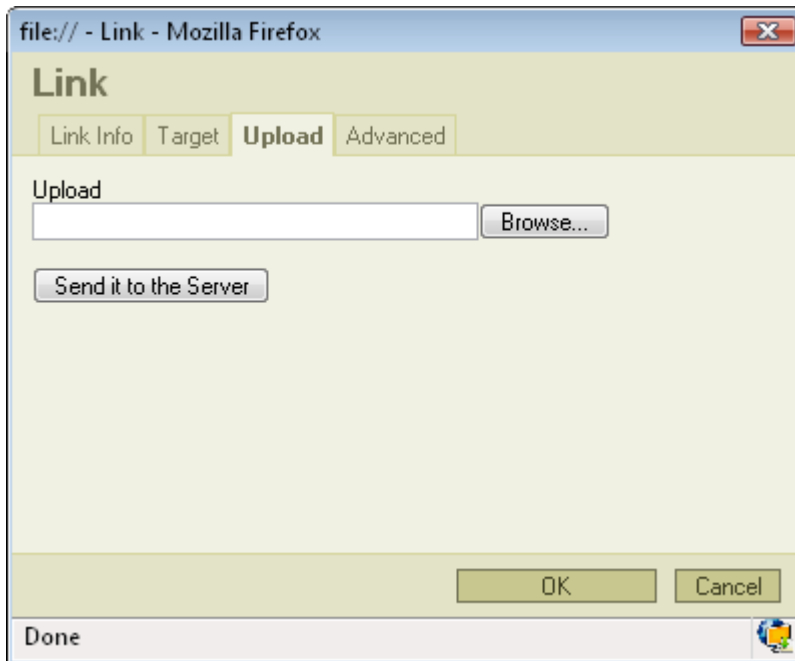 file:// - Link - Mozilla Firefox
Link
Link Info Target Upload Advanced
Upload
Browse...
Send it to the Server
OK Cancel
Done